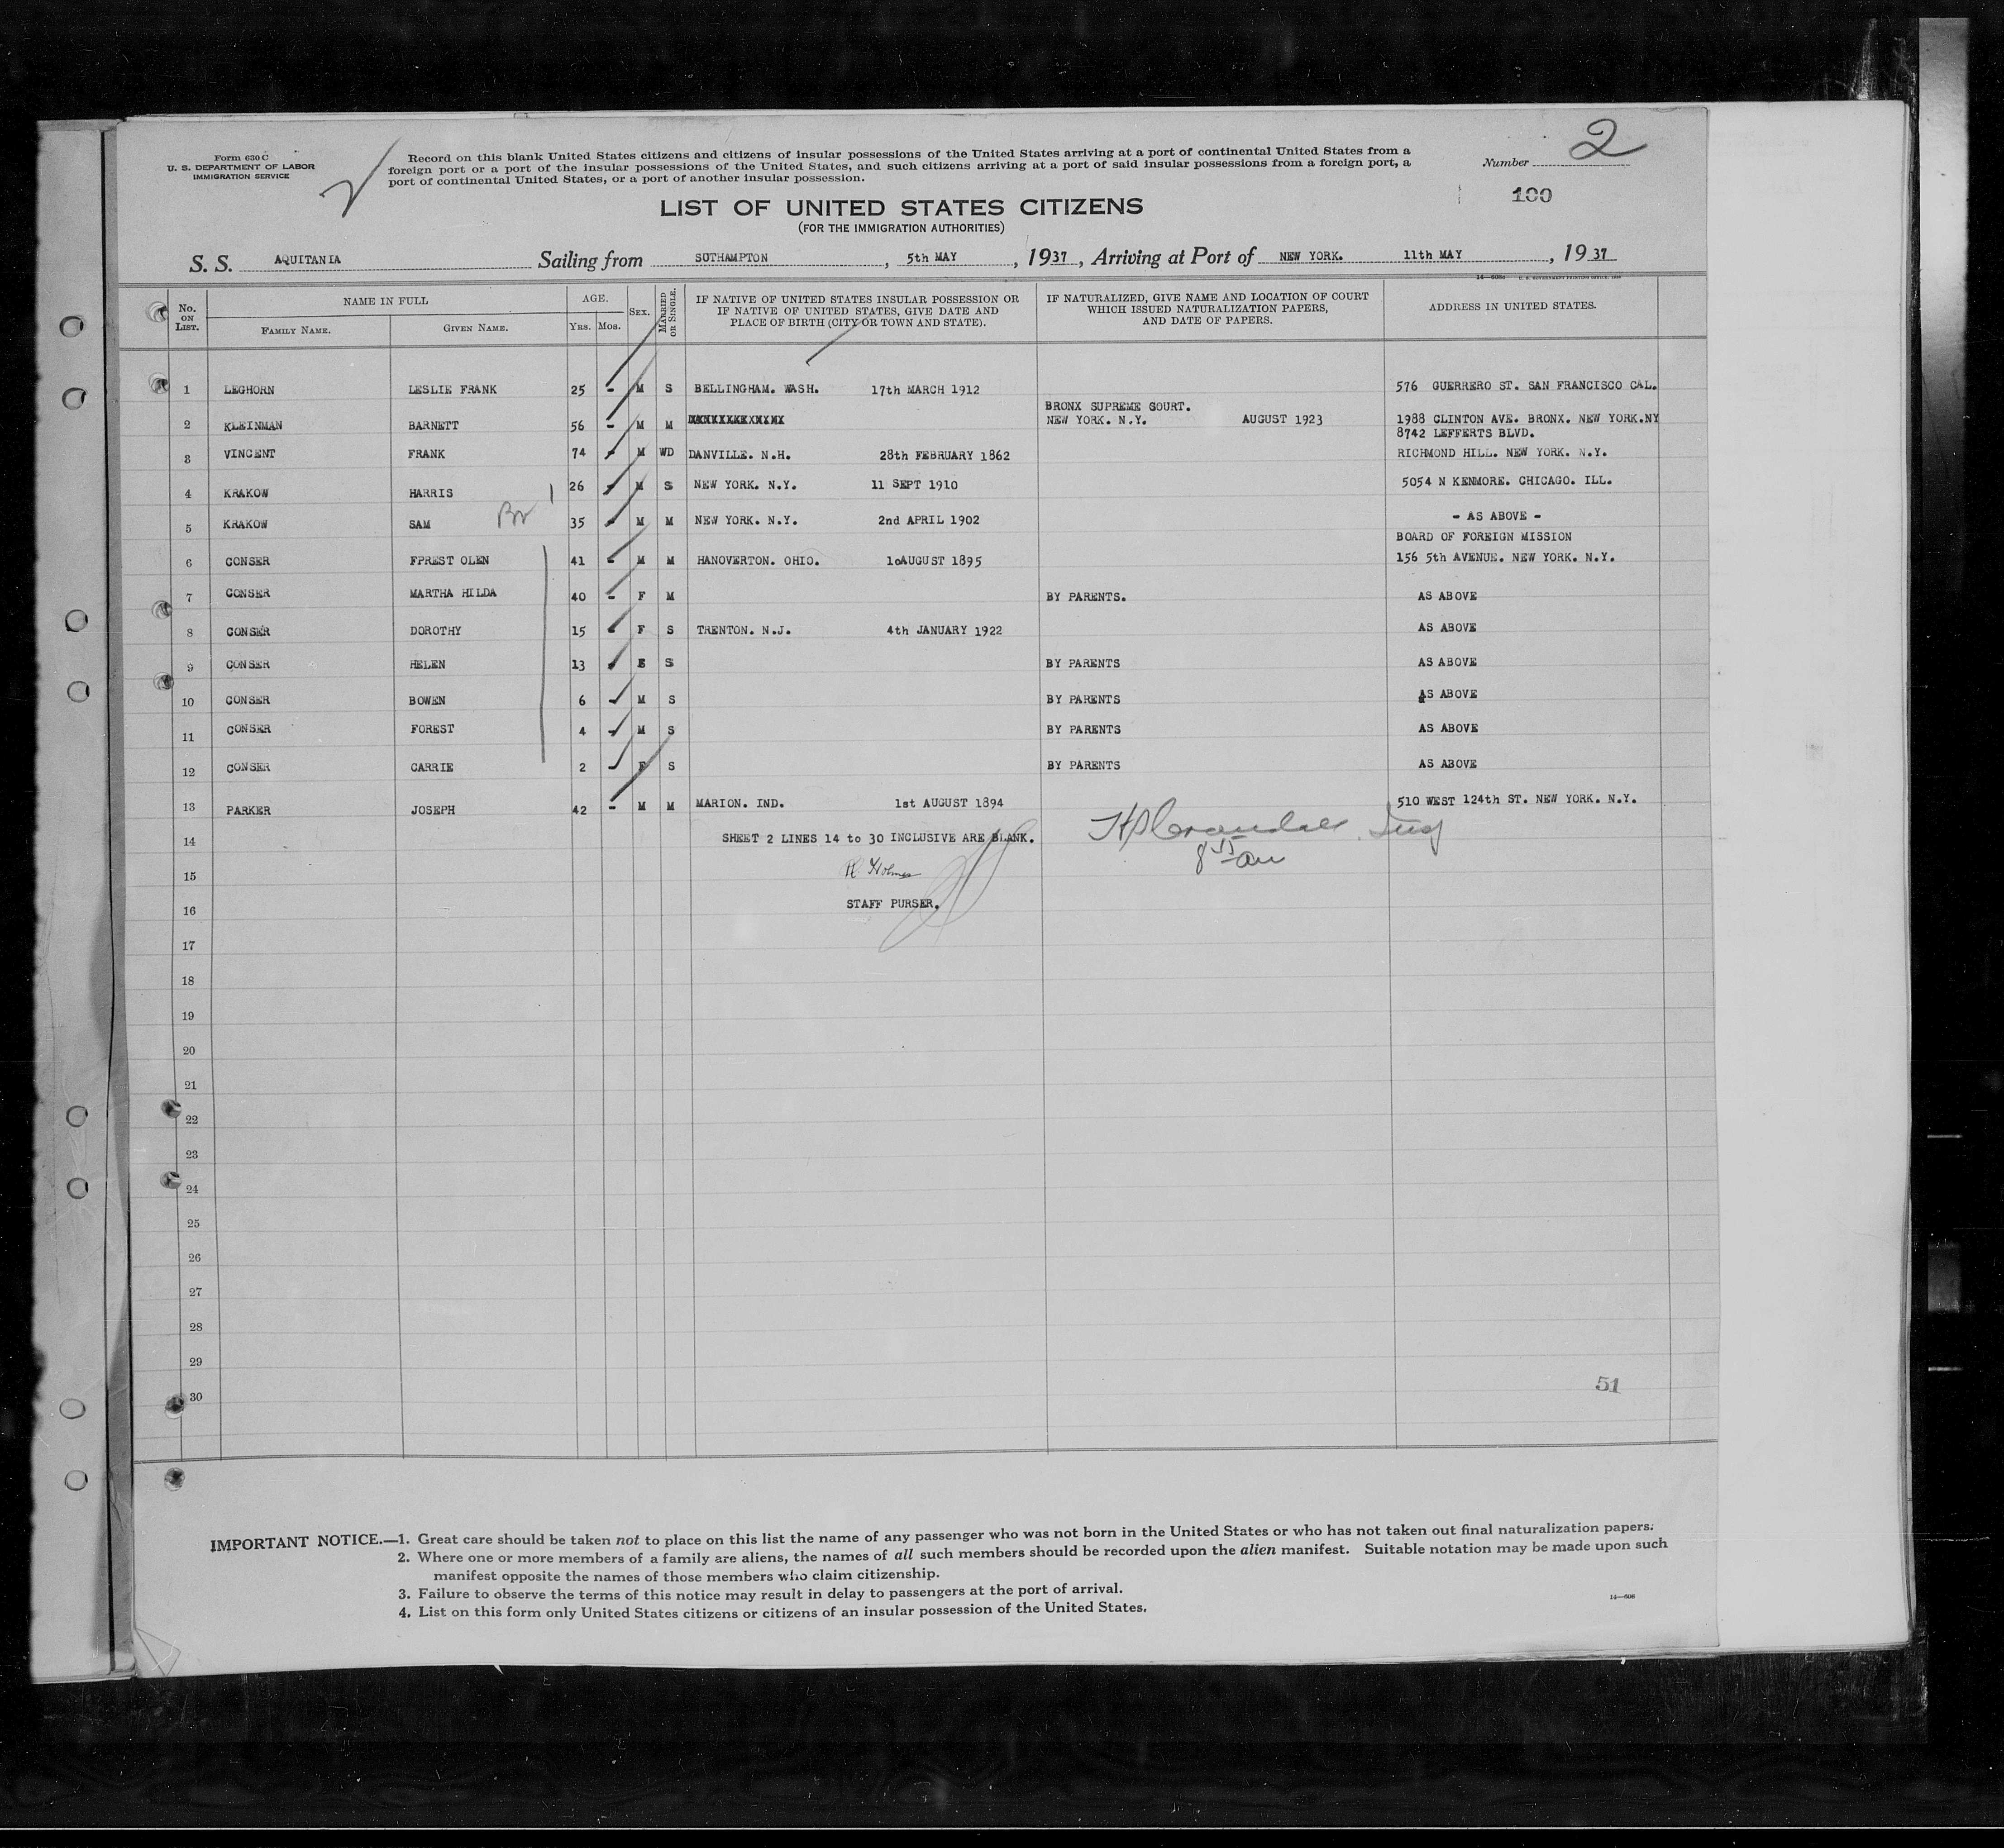 Form 630 C
U. S. DEPARTMENT OF LABOR
IMMIGRATION SERVICE
Record on this blank United States citizens and citizens of insular possessions of the United States arriving at a port of continental United States from a
foreign port or a port of the insular possessions of the United States, and such citizens arriving at a port of said insular possessions from a foreign port, a
port of continental United States, or a port of another insular possession.
Number 2
100
LIST OF UNITED STATES CITIZENS
(FOR THE IMMIGRATION AUTHORITIES)
S. S. AQUITANIA Sailing from SOTHAMPTON, 5th MAY, 1937, Arriving at Port of NEW YORK. 11th MAY, 1937
No. ON LIST. NAME IN FULL AGE. SEX. MARRIED OR SINGLE. IF NATIVE OF UNITED STATES INSULAR POSSESSION OR IF NATIVE OF UNITED STATES, GIVE DATE AND PLACE OF BIRTH (CITY OR TOWN AND STATE). IF NATURALIZED, GIVE NAME AND LOCATION OF COURT WHICH ISSUED NATURALIZATION PAPERS, AND DATE OF PAPERS. ADDRESS IN UNITED STATES.
FAMILY NAME. GIVEN NAME. YRS. MOS.
1 LEGHORN LESLIE FRANK 25 - M S BELLINGHAM. WASH. 17th MARCH 1912 576 GUERRERO ST. SAN FRANCISCO CAL.
BRONX SUPREME COURT.
2 KLEINMAN BARNETT 56 - M M NEW YORK. N.Y. AUGUST 1923 1988 CLINTON AVE. BRONX. NEW YORK.NY
8742 LEFFERTS BLVD.
3 VINCENT FRANK 74 - M WD DANVILLE. N.H. 28th FEBRUARY 1862 RICHMOND HILL. NEW YORK. N.Y.
4 KRAKOW HARRIS 26 - M S NEW YORK. N.Y. 11 SEPT 1910 5054 N KENMORE. CHICAGO. ILL.
5 KRAKOW SAM 35 - M M NEW YORK. N.Y. 2nd APRIL 1902 - AS ABOVE -
BOARD OF FOREIGN MISSION
6 CONSER FPREST OLEN 41 - M M HANOVERTON. OHIO. 10AUGUST 1895 156 5th AVENUE. NEW YORK. N.Y.
7 CONSER MARTHA HILDA 40 - F M BY PARENTS. AS ABOVE
8 CONSER DOROTHY 15 - F S TRENTON. N.J. 4th JANUARY 1922 AS ABOVE
9 CONSER HELEN 13 - F S BY PARENTS AS ABOVE
10 CONSER BOWEN 6 - M S BY PARENTS AS ABOVE
11 CONSER FOREST 4 - M S BY PARENTS AS ABOVE
12 CONSER CARRIE 2 - F S BY PARENTS AS ABOVE
13 PARKER JOSEPH 42 - M M MARION. IND. 1st AUGUST 1894 510 WEST 124th ST. NEW YORK. N.Y.
14 SHEET 2 LINES 14 to 30 INCLUSIVE ARE BLANK.
15 Holmes
16 STAFF PURSER.
17
18
19
20
21
22
23
24
25
26
27
28
29
30
51
IMPORTANT NOTICE.—1. Great care should be taken not to place on this list the name of any passenger who was not born in the United States or who has not taken out final naturalization papers.
2. Where one or more members of a family are aliens, the names of all such members should be recorded upon the alien manifest. Suitable notation may be made upon such
manifest opposite the names of those members who claim citizenship.
3. Failure to observe the terms of this notice may result in delay to passengers at the port of arrival.
4. List on this form only United States citizens or citizens of an insular possession of the United States.
14—608